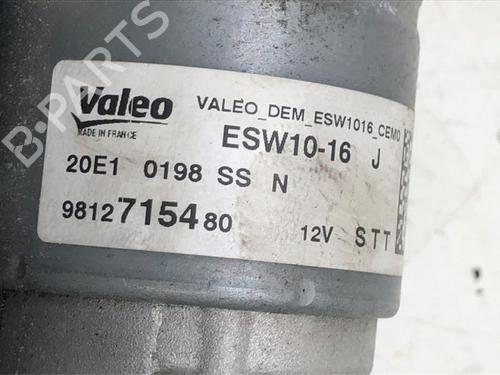 B-PARTS
valeo
MADE IN FRANCE
VALEO_DEM_ESW1016_CEMO
ESW10-16 J
20E1 0198 SS N
9812715480
12V STT